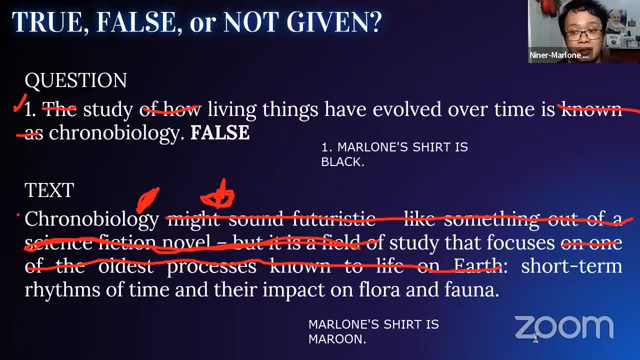 TRUE, FALSE, or NOT GIVEN?
Niner-Marlone
QUESTION
1. The study of how living things have evolved over time is known
as chronobiology. FALSE
1. MARLONE'S SHIRT IS
BLACK.
TEXT
Chronobiology might sound futuristic – like something out of a
science fiction novel – but it is a field of study that focuses on one
of the oldest processes known to life on Earth: short-term
rhythms of time and their impact on flora and fauna.
MARLONE'S SHIRT IS
MAROON.
zoom